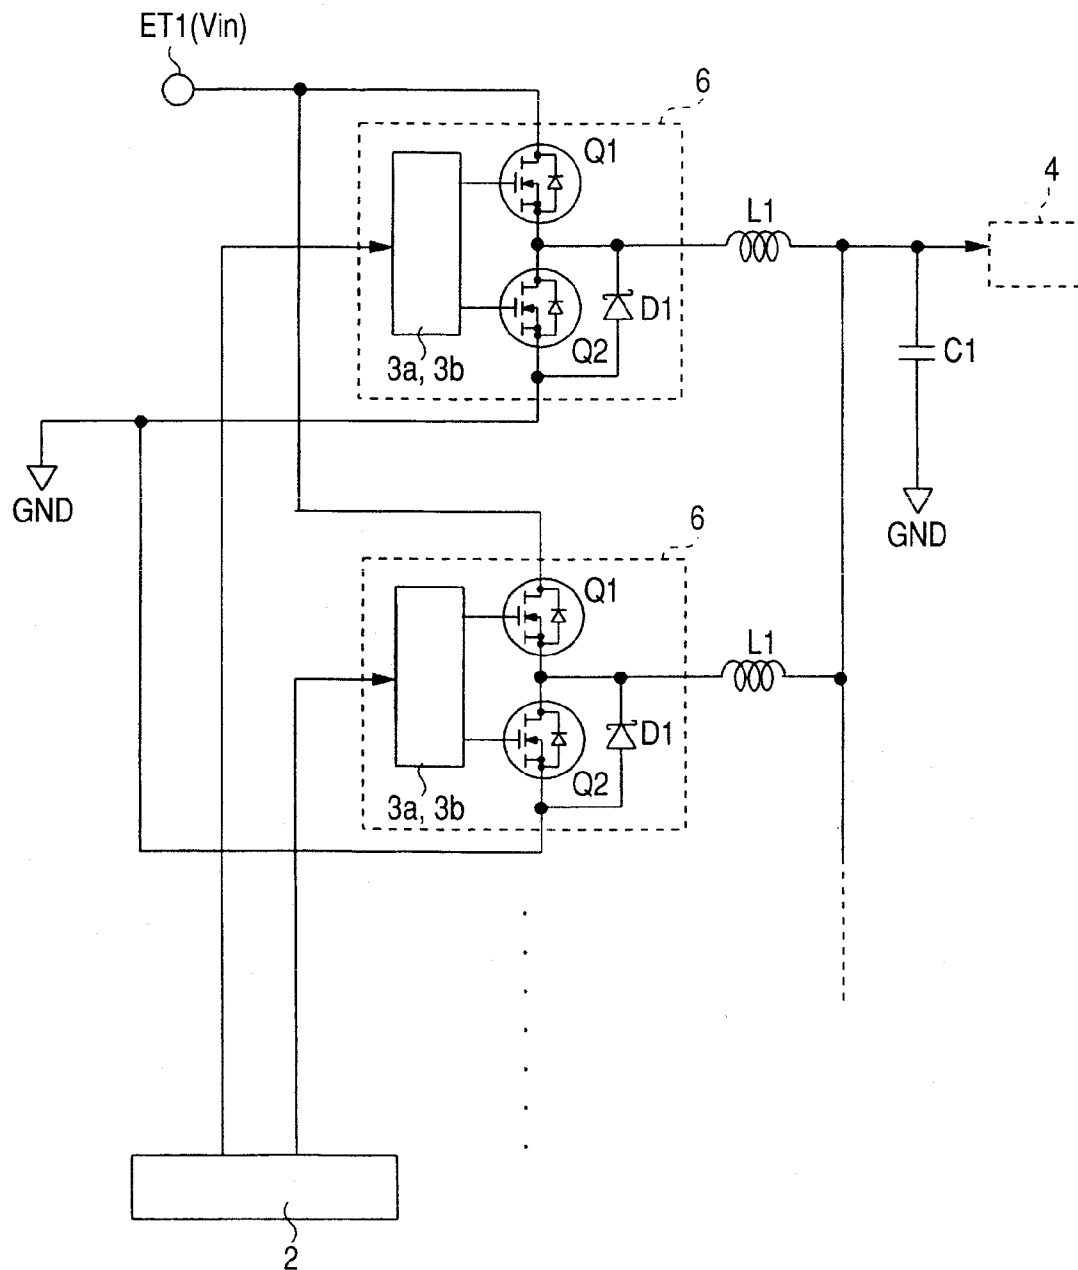 ET1(Vin)
6
Q1
4
L1
D1
Q2
3a, 3b
C1
GND
GND
6
Q1
L1
D1
Q2
3a, 3b
2